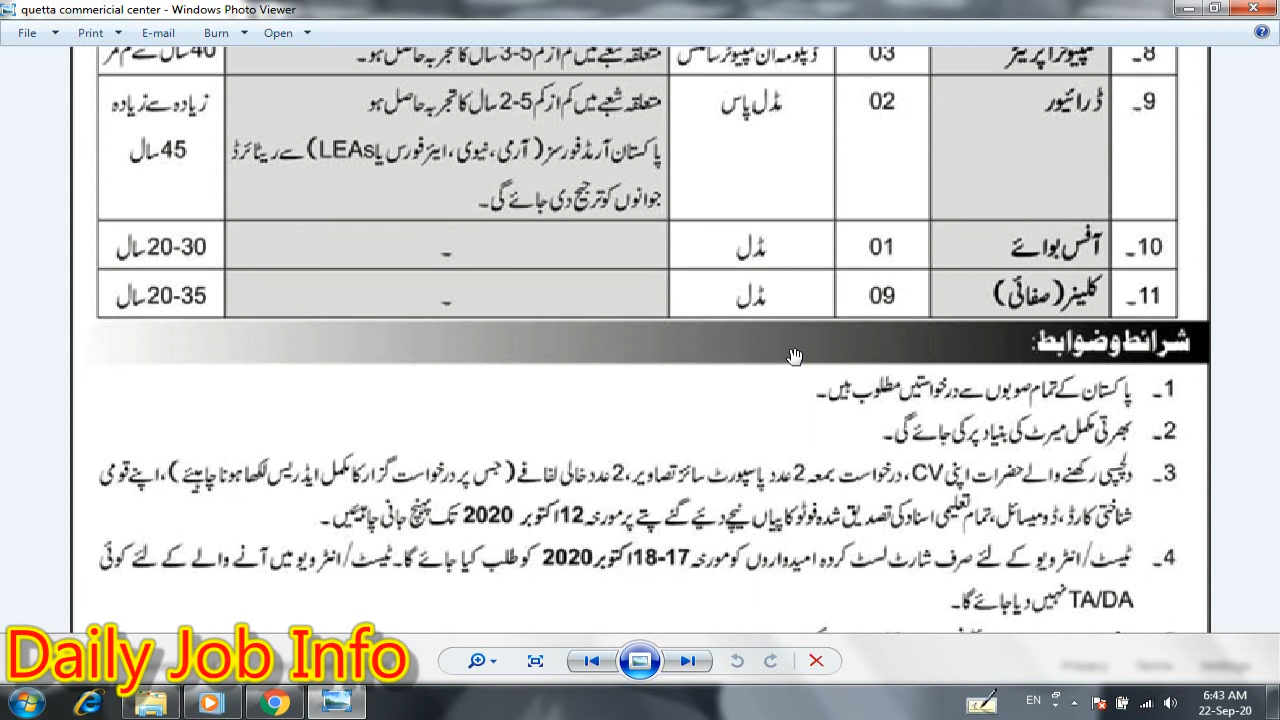 quetta commericial center - Windows Photo Viewer
File Print E-mail Burn Open
8۔ کمپیوٹر آپریٹر 03 ڈپلومہ ان کمپیوٹر سائنس متعلقہ شعبے میں کم از کم 5-3 سال کا تجربہ حاصل ہو۔ 40 سال سے کم عمر
9۔ ڈرائیور 02 مڈل پاس متعلقہ شعبے میں کم از کم 5-2 سال کا تجربہ حاصل ہو زیادہ سے زیادہ
پاکستان آرمڈ فورسز (آرمی، نیوی، ایئر فورس یا LEAs) سے ریٹائرڈ 45 سال
جوانوں کو ترجیح دی جائے گی۔
10۔ آفس بوائے 01 مڈل - 20-30 سال
11۔ کلینر (صفائی) 09 مڈل - 20-35 سال
شرائط و ضوابط:
1۔ پاکستان کے تمام صوبوں سے درخواستیں مطلوب ہیں۔
2۔ بھرتی مکمل میرٹ کی بنیاد پر کی جائے گی۔
3۔ دلچسپی رکھنے والے حضرات اپنی CV، درخواست بمعہ 2 عدد پاسپورٹ سائز تصاویر، 2 عدد خالی لفافے (جس پر درخواست گزار کا مکمل ایڈریس لکھا ہونا چاہیئے)، اپنے قومی
شناختی کارڈ، ڈومیسائل، تمام تعلیمی اسناد کی تصدیق شدہ فوٹو کاپیاں نیچے دیئے گئے پتے پر مورخہ 12 اکتوبر 2020 تک پہنچ جانی چاہئیں۔
4۔ ٹیسٹ/انٹرویو کے لئے صرف شارٹ لسٹ کردہ امیدواروں کو مورخہ 17-18 اکتوبر 2020 کو طلب کیا جائے گا۔ ٹیسٹ/انٹرویو میں آنے والے کے لئے کوئی
TA/DA نہیں دیا جائے گا۔
Daily Job Info
EN
6:43 AM
22-Sep-20